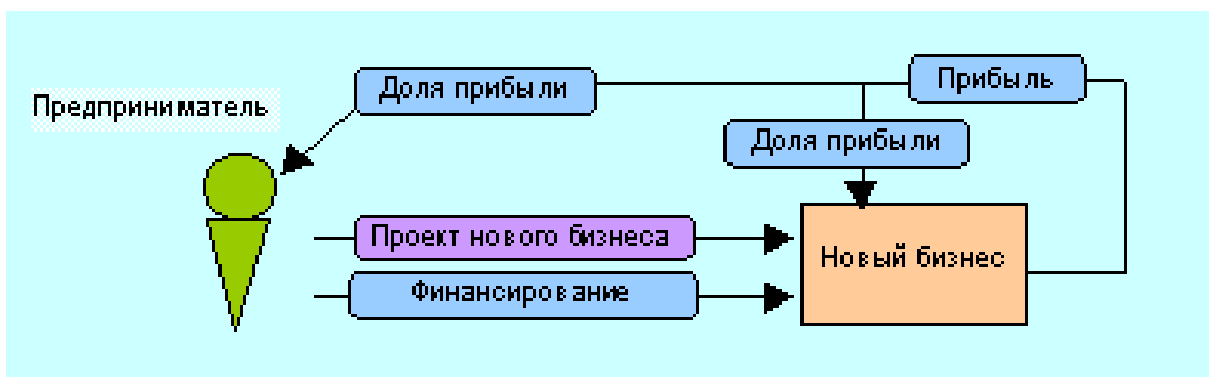 Доля прибыли
Прибыль
Предприниматель
Доля прибыли
Проект нового бизнеса
Новый бизнес
Финансирование